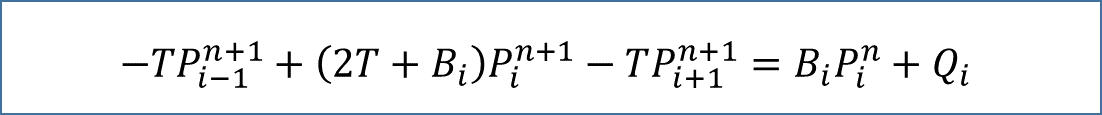 −TP_{i−1}^{n+1} + (2T + B_i)P_i^{n+1} − TP_{i+1}^{n+1} = B_iP_i^n + Q_i